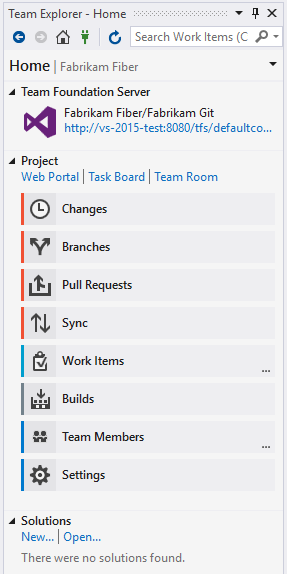 Team Explorer - Home
Search Work Items (C
Home | Fabrikam Fiber
Team Foundation Server
Fabrikam Fiber/Fabrikam Git
http://vs-2015-test:8080/tfs/defaultco...
Project
Web Portal | Task Board | Team Room
Changes
Branches
Pull Requests
Sync
Work Items
...
Builds
Team Members
...
Settings
Solutions
New... | Open...
There were no solutions found.